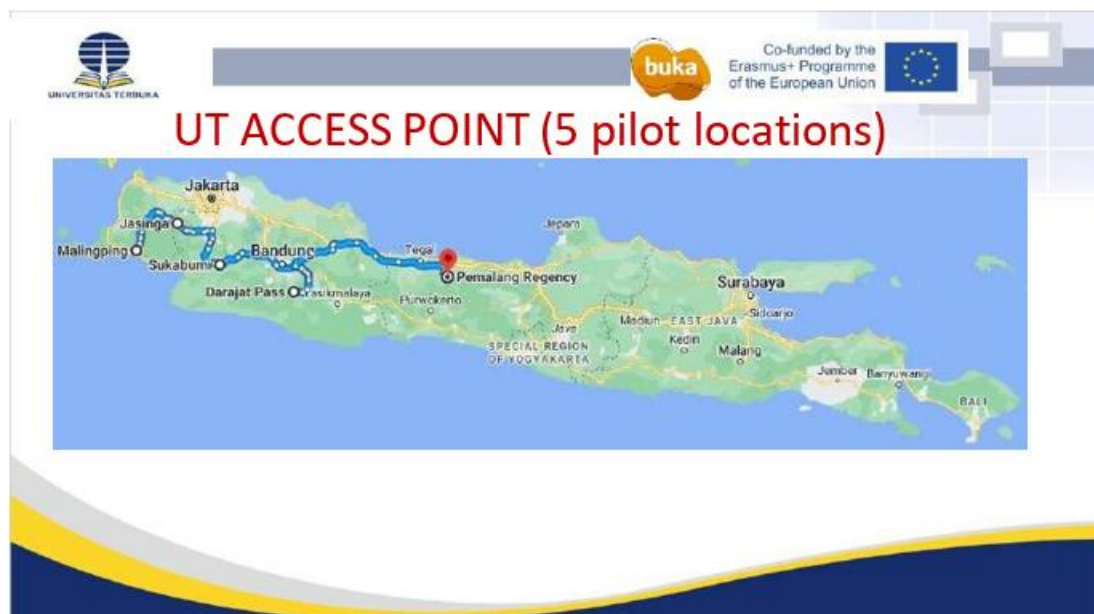 UNIVERSITAS TERBUKA
buka
Co-funded by the
Erasmus+ Programme
of the European Union
UT ACCESS POINT (5 pilot locations)
Jakarta
Jasinga
Malingping
Bandung
Sukabumi
Darajat Pass
Tegal
Pemalang Regency
Purwokerto
Jepara
Java
SPECIAL REGION
OF YOGYAKARTA
Surabaya
Sidoarjo
Madiun
EAST JAVA
Kediri
Malang
Jember
Banyuwangi
BALI